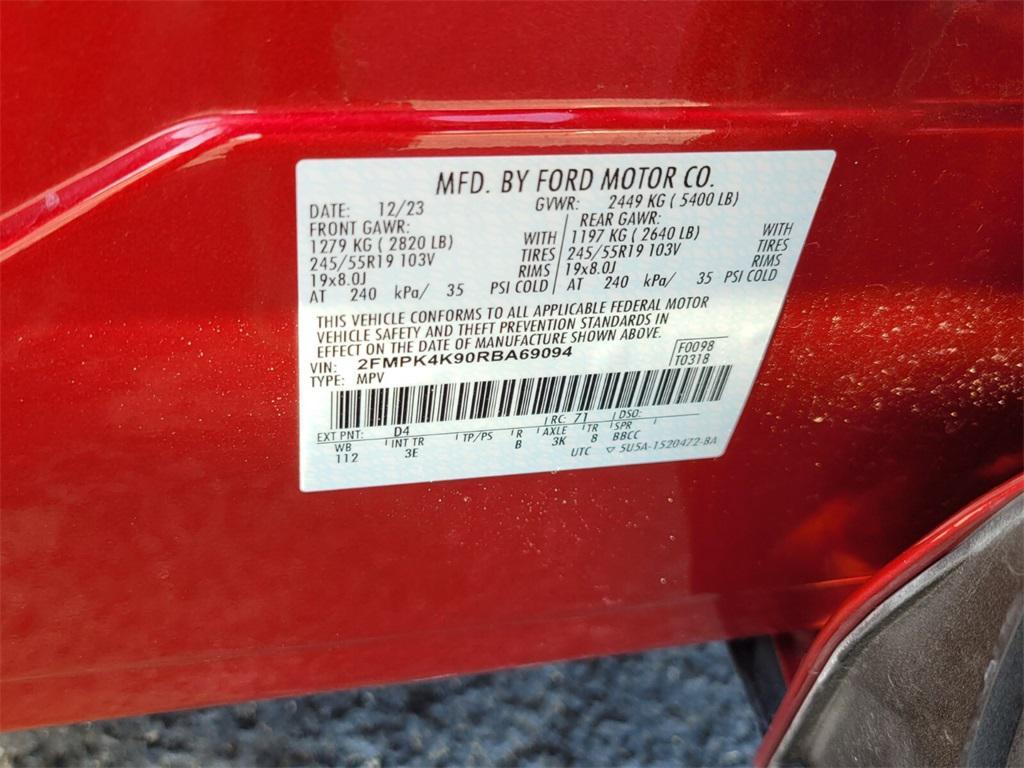 MFD. BY FORD MOTOR CO.
DATE: 12/23 GVWR: 2449 KG ( 5400 LB)
FRONT GAWR: REAR GAWR:
1279 KG ( 2820 LB) WITH 1197 KG ( 2640 LB) WITH
245/55R19 103V TIRES 245/55R19 103V TIRES
19x8.0J RIMS 19x8.0J RIMS
AT 240 kPa/ 35 PSI COLD AT 240 kPa/ 35 PSI COLD
THIS VEHICLE CONFORMS TO ALL APPLICABLE FEDERAL MOTOR
VEHICLE SAFETY AND THEFT PREVENTION STANDARDS IN
EFFECT ON THE DATE OF MANUFACTURE SHOWN ABOVE.
VIN: 2FMPK4K90RBA69094 F0098
TYPE: MPV T0318
EXT PNT: D4 RC: 71 DSO:
WB INT TR TP/PS R AXLE TR SPR
112 3E B 3K 8 BBCC
UTC ▽ 5U5A-1520472-BA